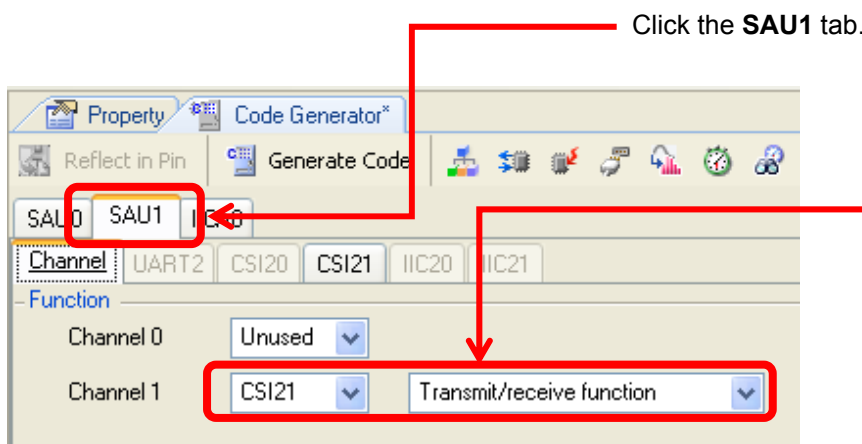 Click the SAU1 tab.
Property Code Generator*
Reflect in Pin Generate Code
SAU0 SAU1
Channel UART2 CSI20 CSI21 IIC20 IIC21
Function
Channel 0 Unused
Channel 1 CSI21 Transmit/receive function